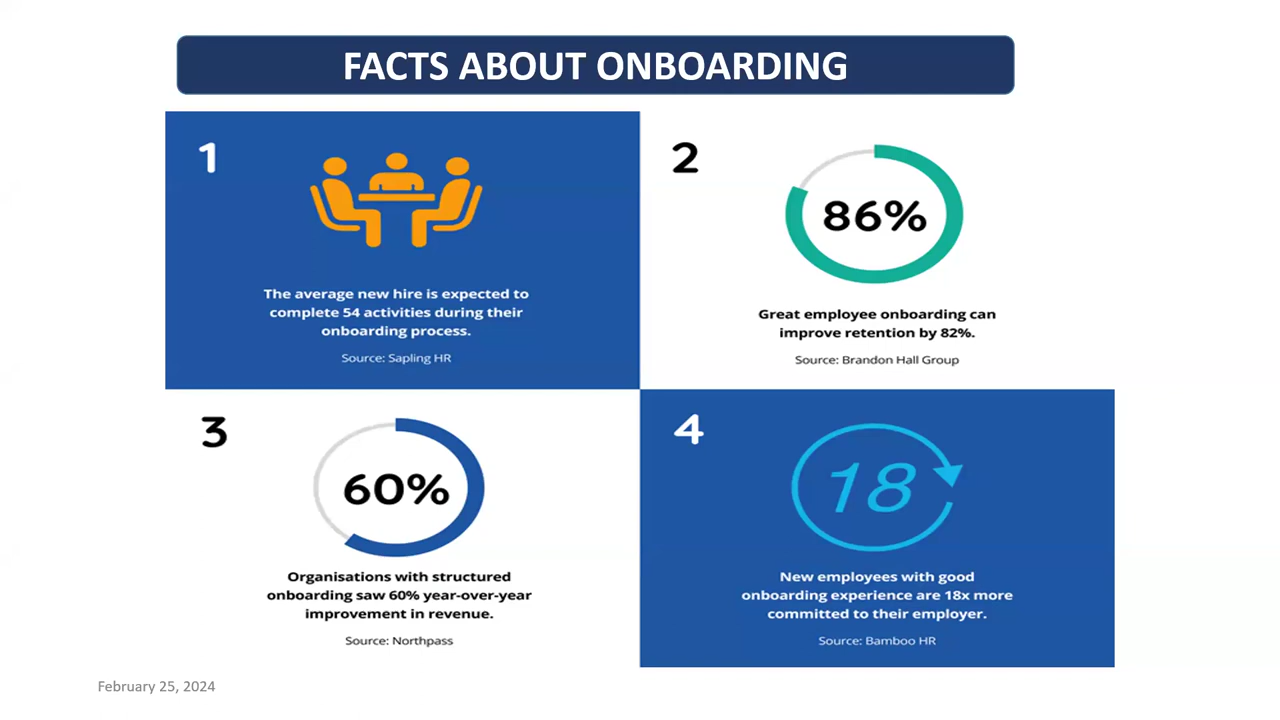 FACTS ABOUT ONBOARDING
1
The average new hire is expected to
complete 54 activities during their
onboarding process.
Source: Sapling HR
2
86%
Great employee onboarding can
improve retention by 82%.
Source: Brandon Hall Group
3
60%
Organisations with structured
onboarding saw 60% year-over-year
improvement in revenue.
Source: Northpass
4
18
New employees with good
onboarding experience are 18x more
committed to their employer.
Source: Bamboo HR
February 25, 2024